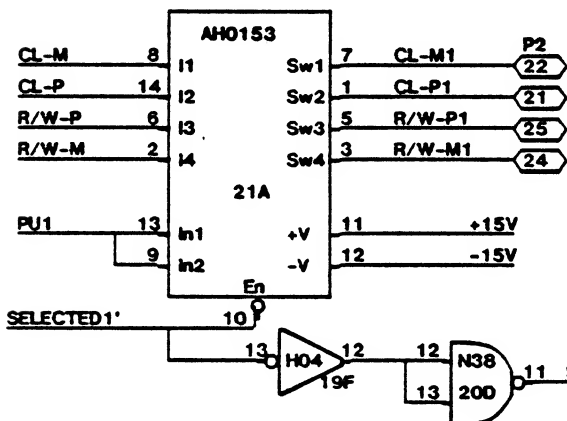 AH0153
P2
CL-M 8 I1 Sw1 7 CL-M1 22
CL-P 14 I2 Sw2 1 CL-P1 21
R/W-P 6 I3 Sw3 5 R/W-P1 25
R/W-M 2 I4 Sw4 3 R/W-M1 24
21A
PU1 13 In1 +V 11 +15V
9 In2 -V 12 -15V
En
SELECTED1' 10
13 H04 12 12 N38 11
19F 13 20D